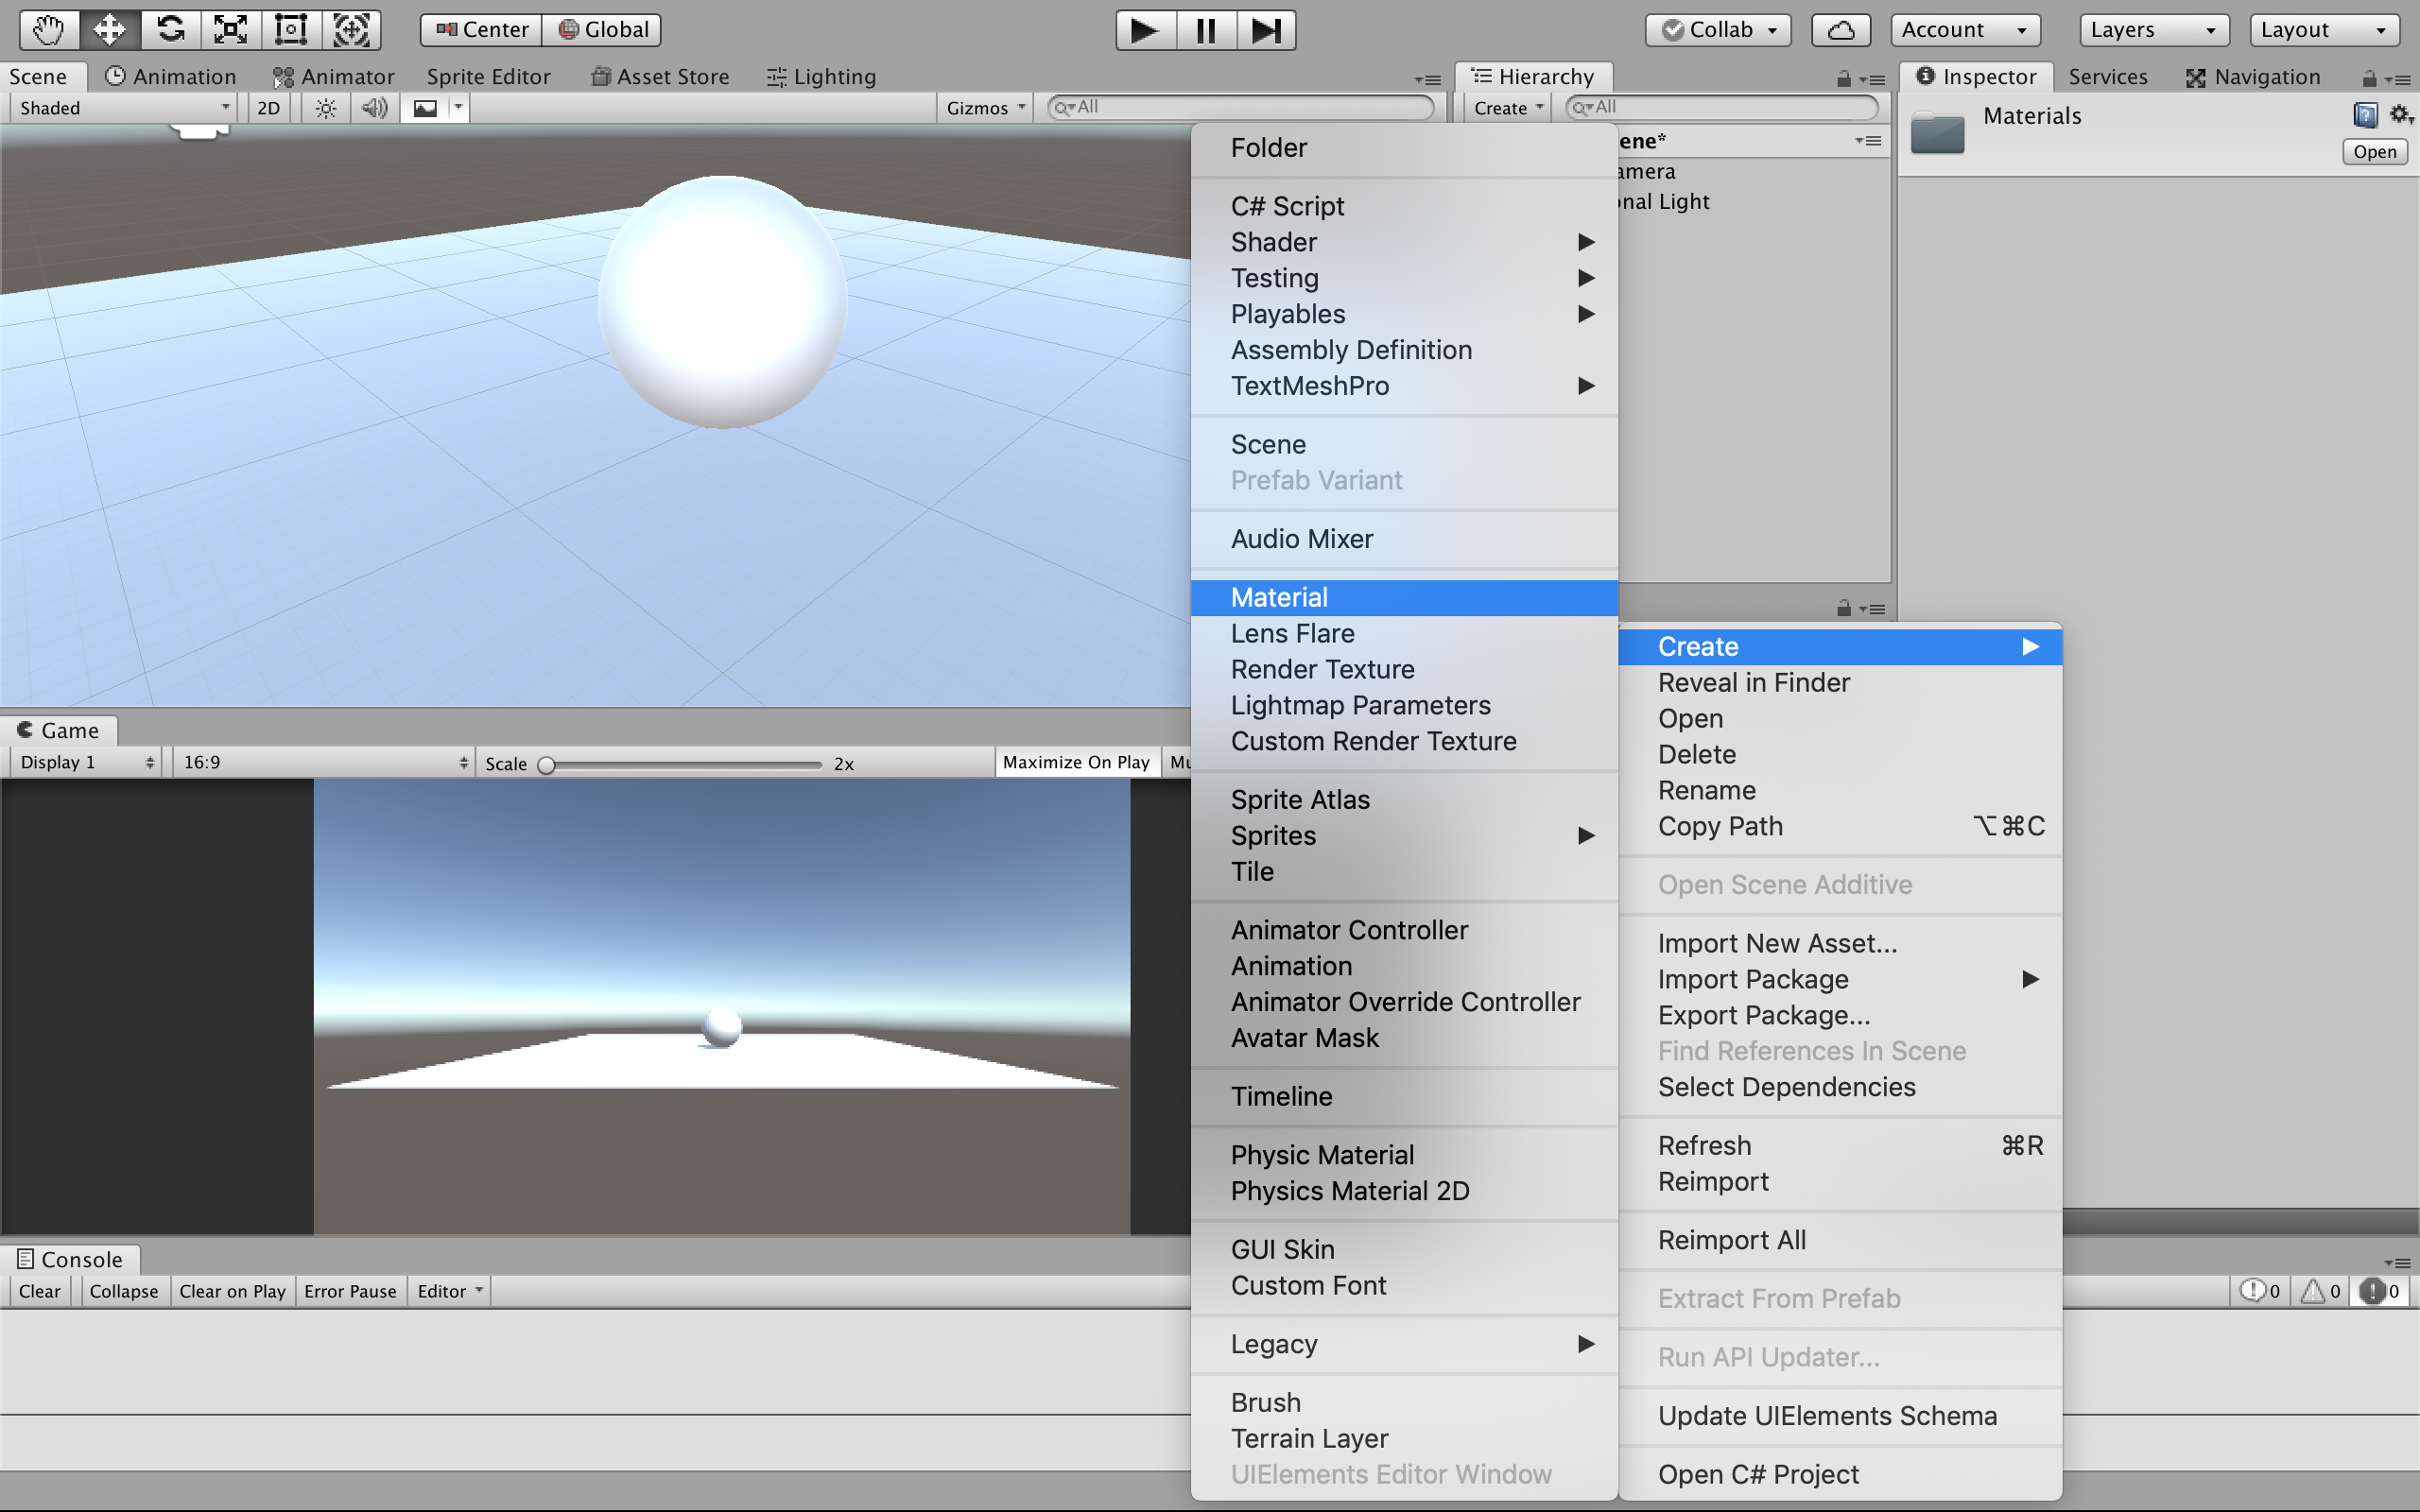 Center Global Collab Account Layers Layout
Scene Animation Animator Sprite Editor Asset Store Lighting
Shaded 2D Gizmos All
Hierarchy
Create All
ene*
amera
onal Light
Inspector Services Navigation
Materials
Open
Folder
C# Script
Shader
Testing
Playables
Assembly Definition
TextMeshPro
Scene
Prefab Variant
Audio Mixer
Material
Lens Flare
Render Texture
Lightmap Parameters
Custom Render Texture
Sprite Atlas
Sprites
Tile
Animator Controller
Animation
Animator Override Controller
Avatar Mask
Timeline
Physic Material
Physics Material 2D
GUI Skin
Custom Font
Legacy
Brush
Terrain Layer
UIElements Editor Window
Create
Reveal in Finder
Open
Delete
Rename
Copy Path ⌥⌘C
Open Scene Additive
Import New Asset...
Import Package
Export Package...
Find References In Scene
Select Dependencies
Refresh ⌘R
Reimport
Reimport All
Extract From Prefab
Run API Updater...
Update UIElements Schema
Open C# Project
Game
Display 1 16:9 Scale 2x Maximize On Play Mu
Console
Clear Collapse Clear on Play Error Pause Editor 0 0 0